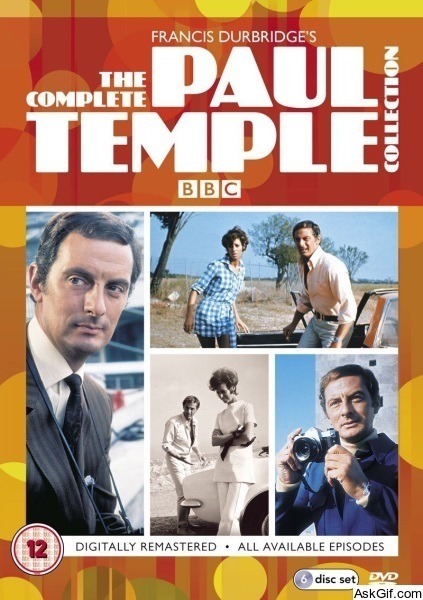 FRANCIS DURBRIDGE'S
THE COMPLETE PAUL TEMPLE COLLECTION
BBC
12
DIGITALLY REMASTERED • ALL AVAILABLE EPISODES
6 disc set
DVD
AskGif.com